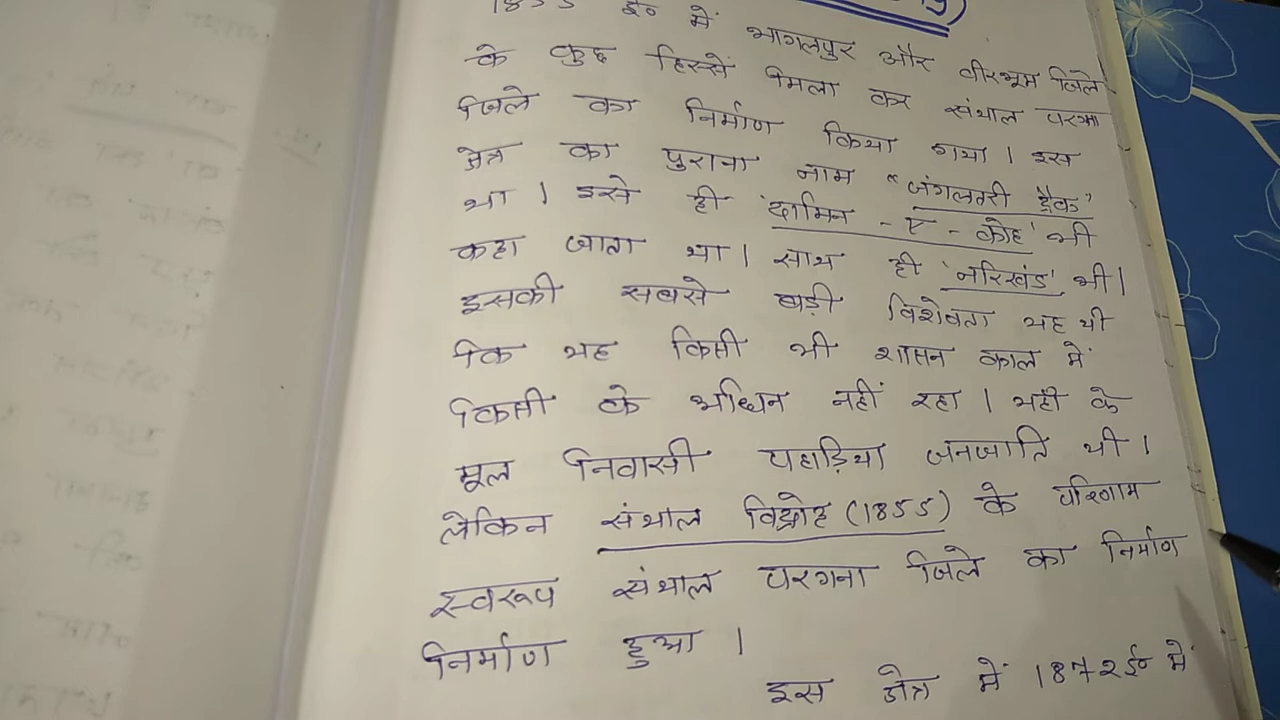 1855 ई० में भागलपुर और वीरभूम जिले
के कुछ हिस्सें मिला कर संथाल परगना
जिले का निर्माण किया गया। इस
क्षेत्र का पुराना नाम "जंगलतरी ट्रैक"
था। इसे ही 'दामिन-ए-कोह' भी
कहा जाता था। साथ ही 'नरिखंड' भी।
इसकी सबसे बड़ी विशेषता यह थी
कि यह किसी भी शासन काल में
किसी के अधिन नहीं रहा। यहाँ के
मूल निवासी पहाड़िया जनजाति थी।
लेकिन संथाल विद्रोह (1855) के परिणाम
स्वरूप संथाल परगना जिले का निर्माण
निर्माण हुआ।
इस क्षेत्र में 1872 ई० में